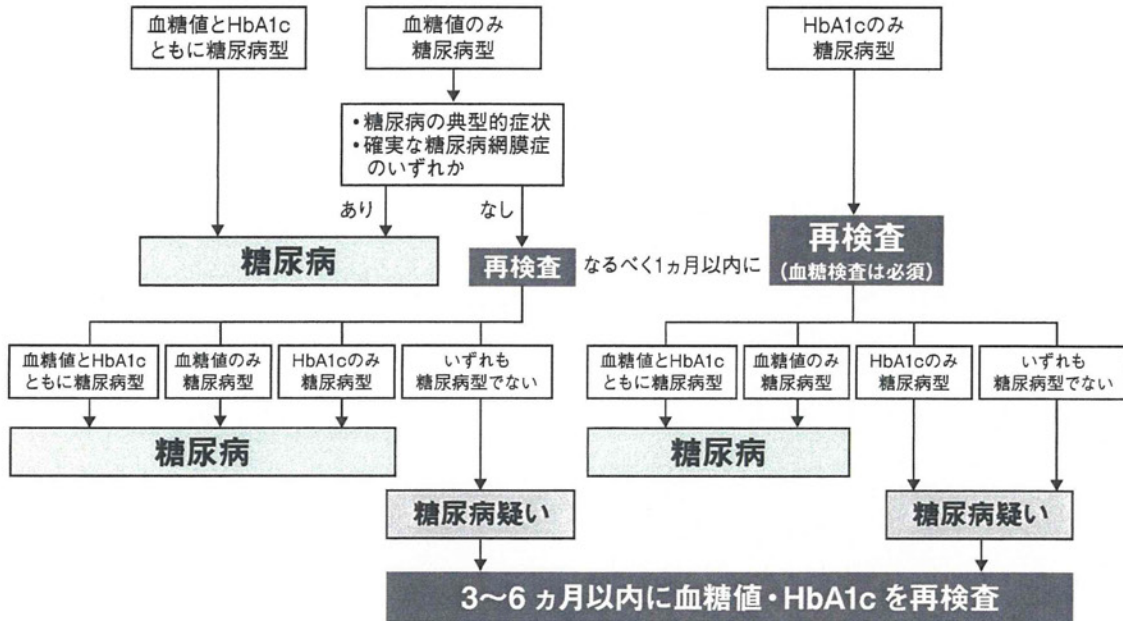 血糖値とHbA1c
ともに糖尿病型
血糖値のみ
糖尿病型
HbA1cのみ
糖尿病型
・糖尿病の典型的症状
・確実な糖尿病網膜症
のいずれか
あり
なし
糖尿病
再検査
なるべく1ヵ月以内に
再検査
(血糖検査は必須)
血糖値とHbA1c
ともに糖尿病型
血糖値のみ
糖尿病型
HbA1cのみ
糖尿病型
いずれも
糖尿病型でない
血糖値とHbA1c
ともに糖尿病型
血糖値のみ
糖尿病型
HbA1cのみ
糖尿病型
いずれも
糖尿病型でない
糖尿病
糖尿病
糖尿病疑い
糖尿病疑い
3〜6ヵ月以内に血糖値・HbA1cを再検査